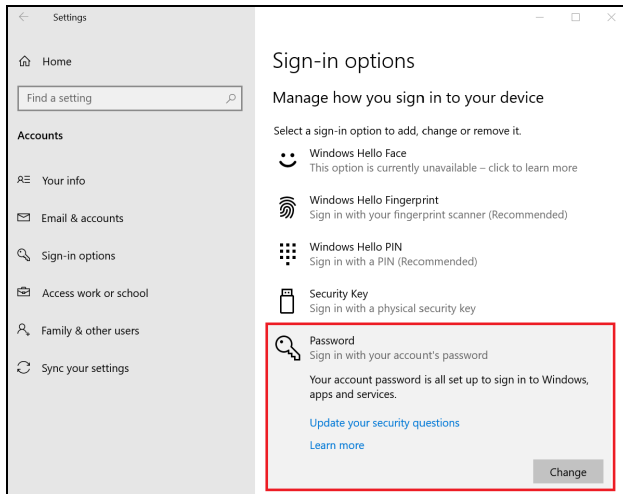 Settings
Home
Find a setting
Accounts
Your info
Email & accounts
Sign-in options
Access work or school
Family & other users
Sync your settings
Sign-in options
Manage how you sign in to your device
Select a sign-in option to add, change or remove it.
Windows Hello Face
This option is currently unavailable – click to learn more
Windows Hello Fingerprint
Sign in with your fingerprint scanner (Recommended)
Windows Hello PIN
Sign in with a PIN (Recommended)
Security Key
Sign in with a physical security key
Password
Sign in with your account's password
Your account password is all set up to sign in to Windows,
apps and services.
Update your security questions
Learn more
Change